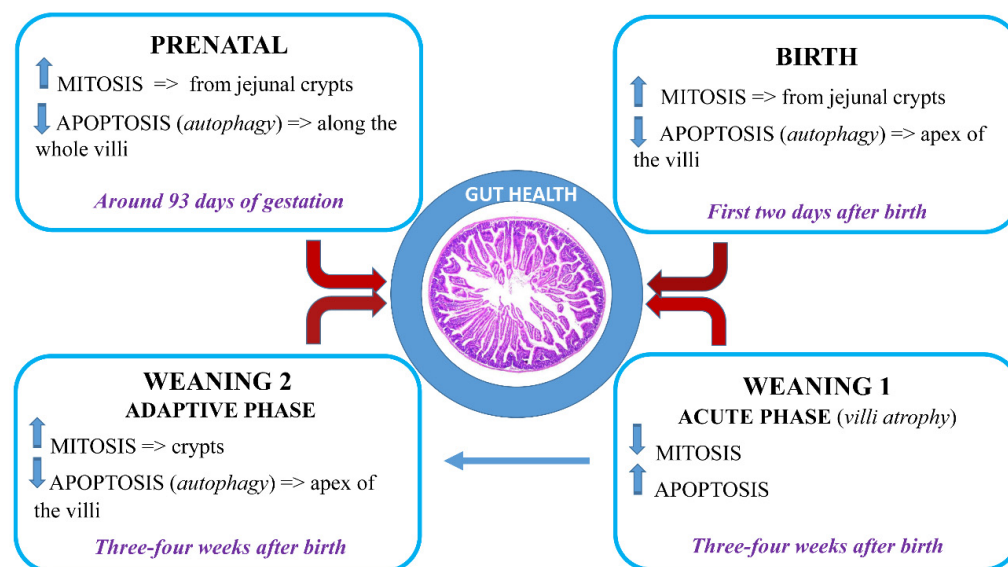 PRENATAL
MITOSIS => from jejunal crypts
APOPTOSIS (autophagy) => along the
whole villi
Around 93 days of gestation
BIRTH
MITOSIS => from jejunal crypts
APOPTOSIS (autophagy) => apex of
the villi
First two days after birth
GUT HEALTH
WEANING 2
ADAPTIVE PHASE
MITOSIS => crypts
APOPTOSIS (autophagy) => apex of
the villi
Three-four weeks after birth
WEANING 1
ACUTE PHASE (villi atrophy)
MITOSIS
APOPTOSIS
Three-four weeks after birth